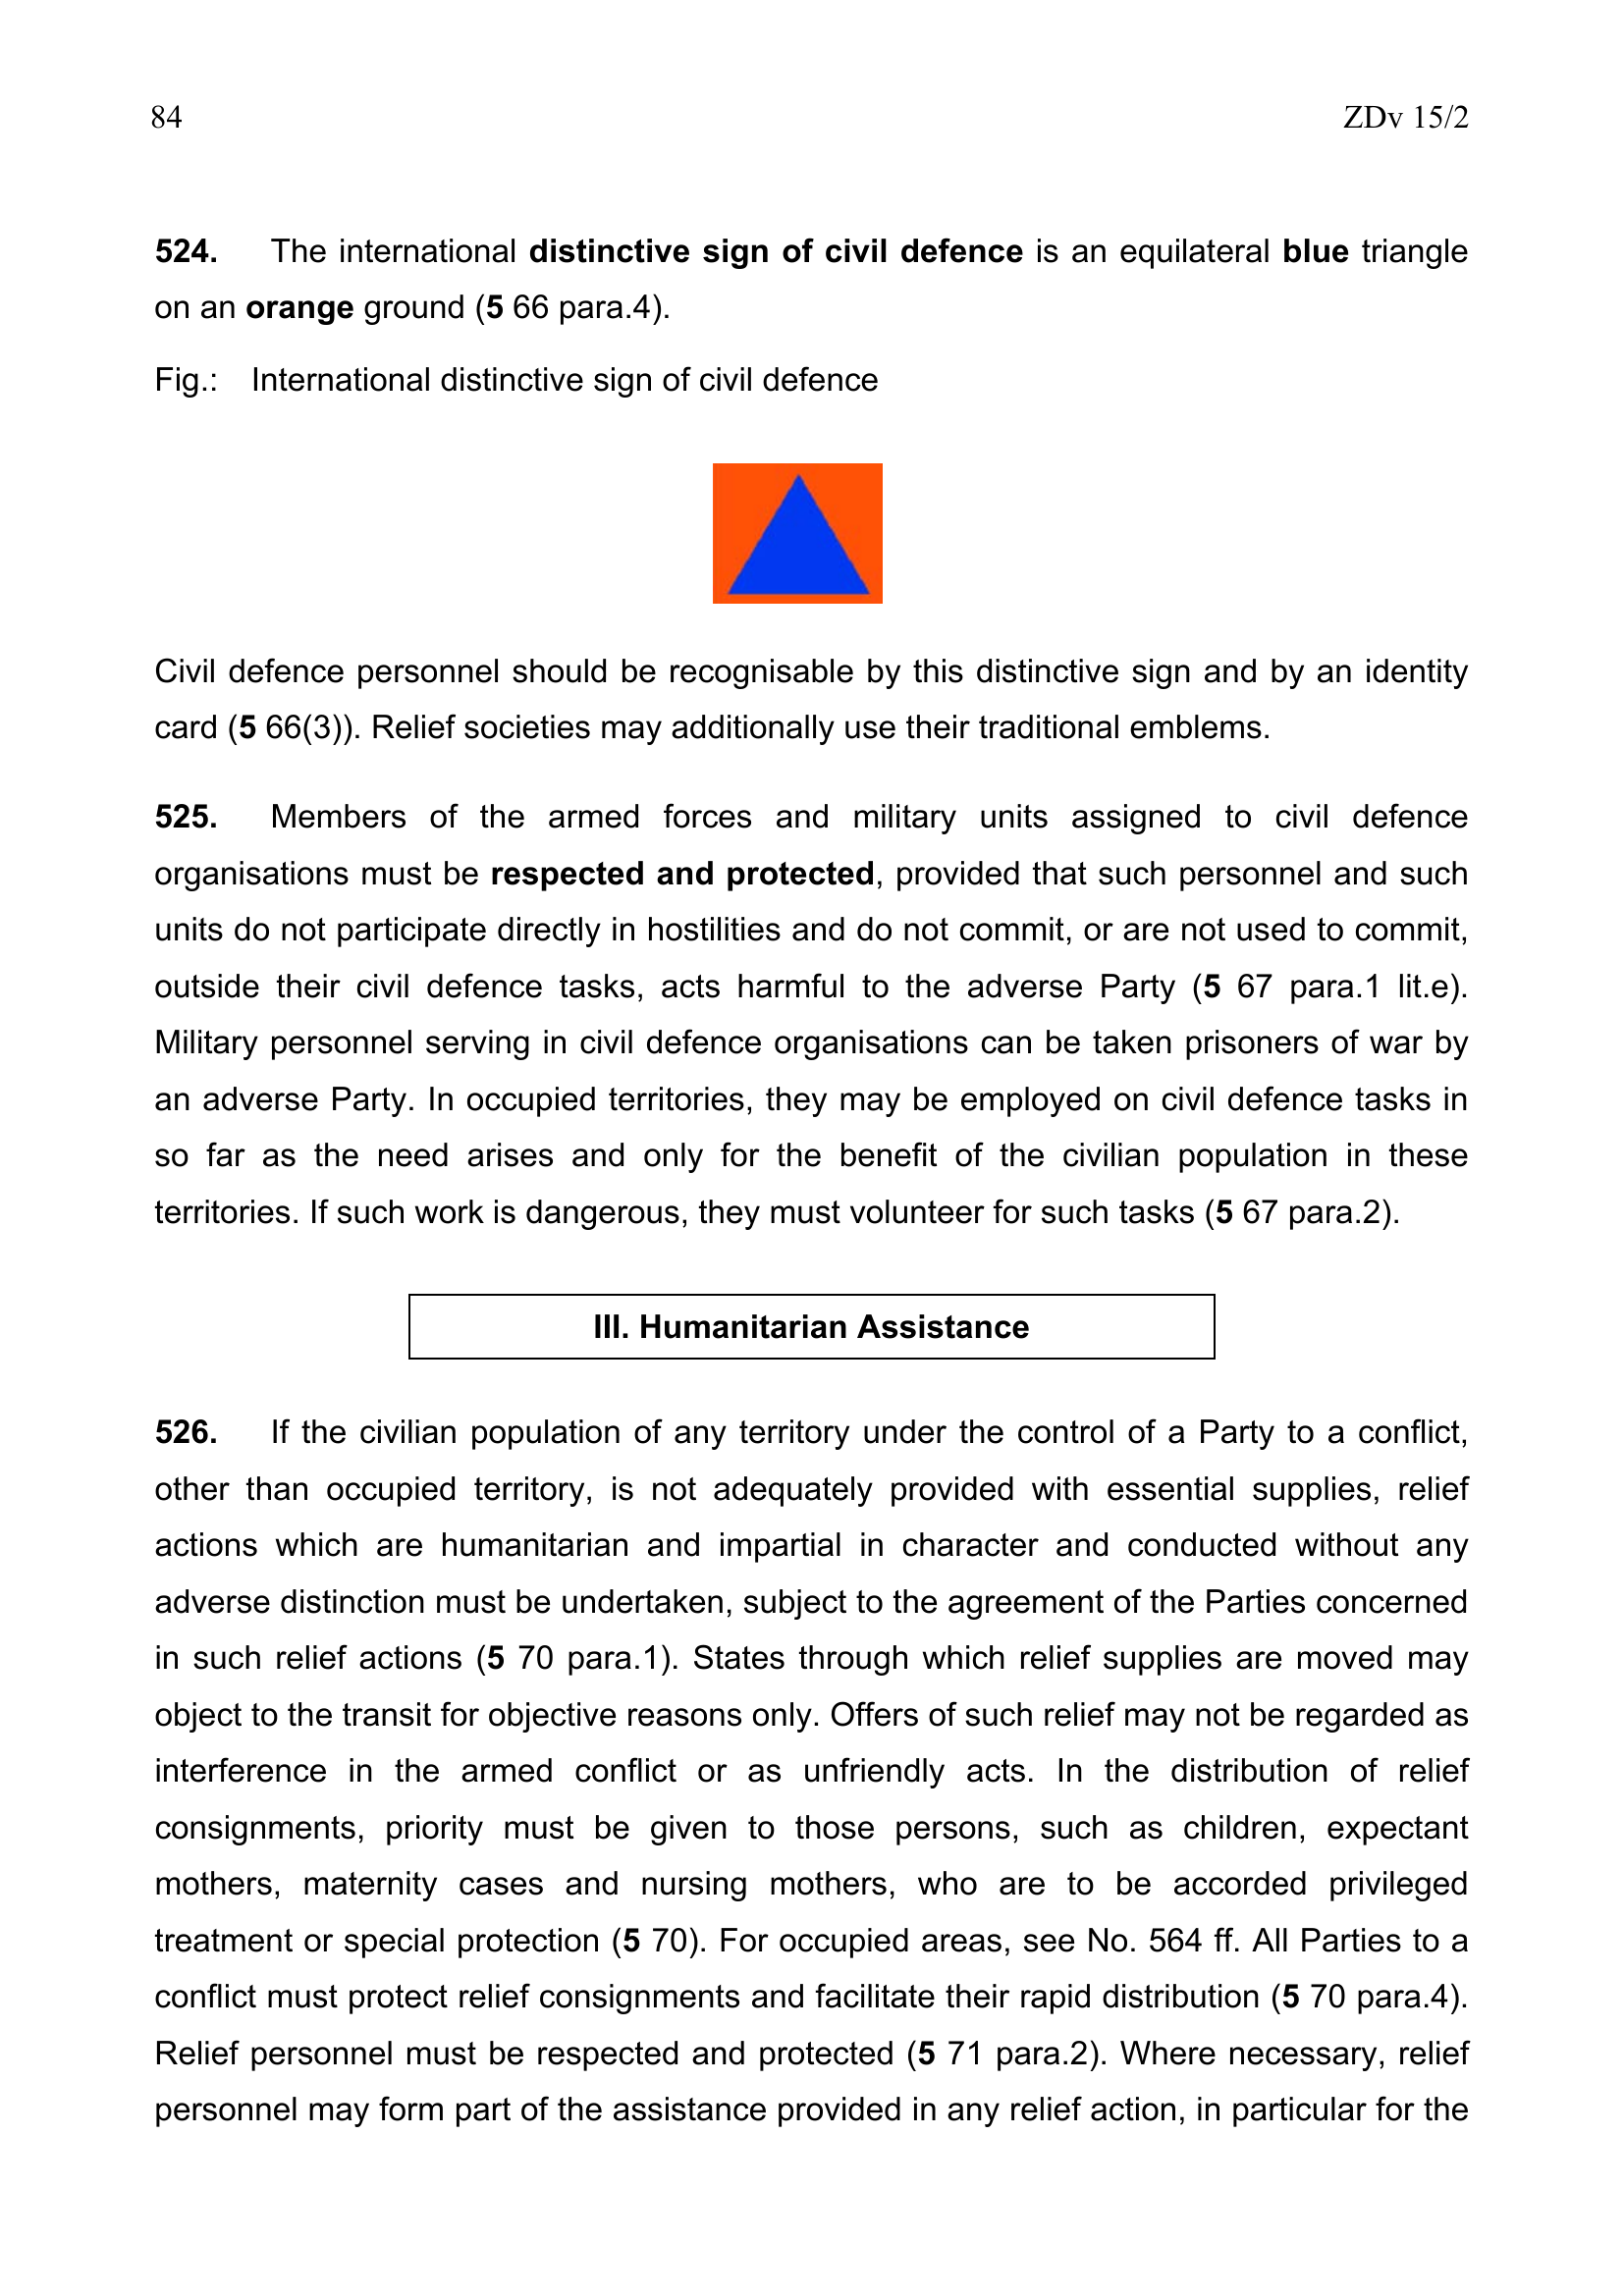 84 ZDv 15/2
524. The international distinctive sign of civil defence is an equilateral blue triangle
on an orange ground (5 66 para.4).
Fig.: International distinctive sign of civil defence
Civil defence personnel should be recognisable by this distinctive sign and by an identity
card (5 66(3)). Relief societies may additionally use their traditional emblems.
525. Members of the armed forces and military units assigned to civil defence
organisations must be respected and protected, provided that such personnel and such
units do not participate directly in hostilities and do not commit, or are not used to commit,
outside their civil defence tasks, acts harmful to the adverse Party (5 67 para.1 lit.e).
Military personnel serving in civil defence organisations can be taken prisoners of war by
an adverse Party. In occupied territories, they may be employed on civil defence tasks in
so far as the need arises and only for the benefit of the civilian population in these
territories. If such work is dangerous, they must volunteer for such tasks (5 67 para.2).
III. Humanitarian Assistance
526. If the civilian population of any territory under the control of a Party to a conflict,
other than occupied territory, is not adequately provided with essential supplies, relief
actions which are humanitarian and impartial in character and conducted without any
adverse distinction must be undertaken, subject to the agreement of the Parties concerned
in such relief actions (5 70 para.1). States through which relief supplies are moved may
object to the transit for objective reasons only. Offers of such relief may not be regarded as
interference in the armed conflict or as unfriendly acts. In the distribution of relief
consignments, priority must be given to those persons, such as children, expectant
mothers, maternity cases and nursing mothers, who are to be accorded privileged
treatment or special protection (5 70). For occupied areas, see No. 564 ff. All Parties to a
conflict must protect relief consignments and facilitate their rapid distribution (5 70 para.4).
Relief personnel must be respected and protected (5 71 para.2). Where necessary, relief
personnel may form part of the assistance provided in any relief action, in particular for the